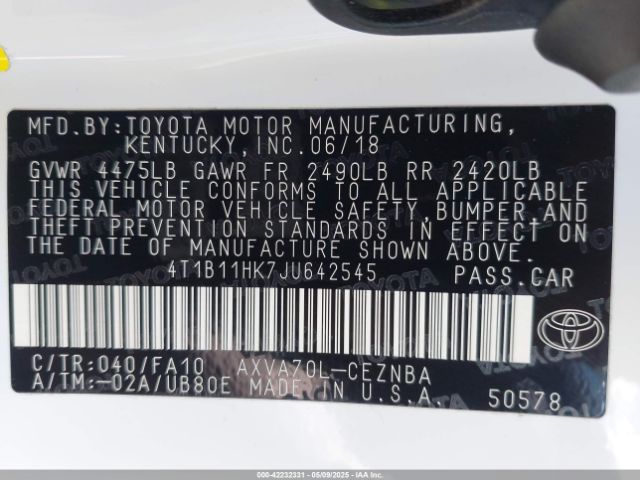 MFD.BY:TOYOTA MOTOR MANUFACTURING,
KENTUCKY,INC.06/18
GVWR 4475LB GAWR FR 2490LB RR 2420LB
THIS VEHICLE CONFORMS TO ALL APPLICABLE
FEDERAL MOTOR VEHICLE SAFETY,BUMPER,AND
THEFT PREVENTION STANDARDS IN EFFECT ON
THE DATE OF MANUFACTURE SHOWN ABOVE.
4T1B11HK7JU642545 PASS.CAR
C/TR:040/FA10 AXVA70L-CEZNBA
A/TM:-02A/UB80E MADE IN U.S.A. 50578
000-42232331 - 05/09/2025 - IAAI.COM